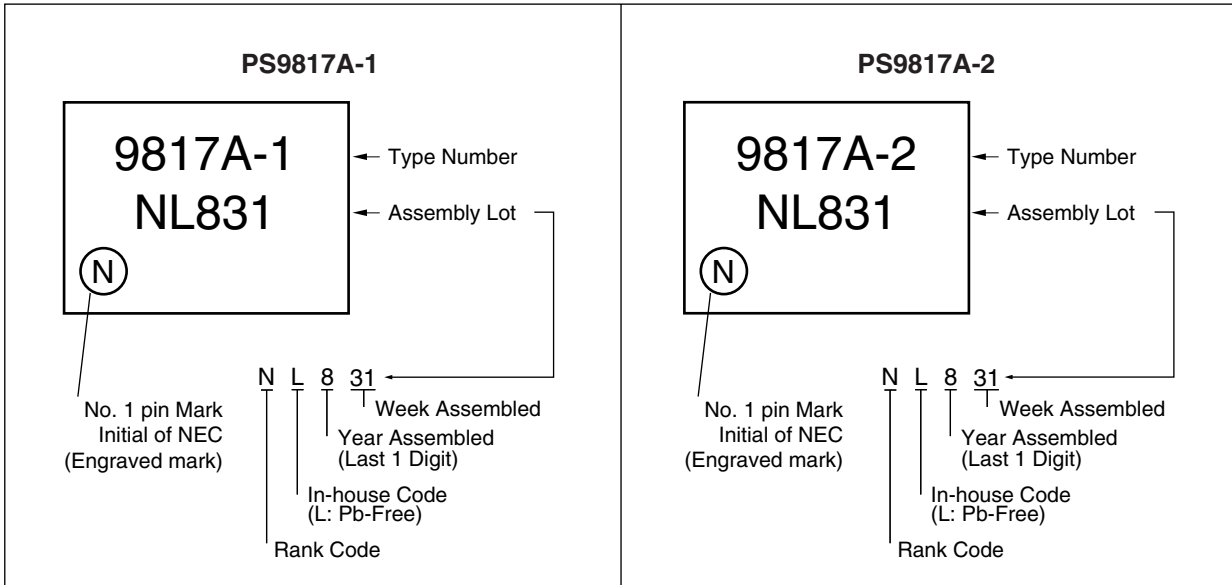 PS9817A-1
9817A-1
Type Number
NL831
Assembly Lot
N
N L 8 31
Week Assembled
Year Assembled
(Last 1 Digit)
In-house Code
(L: Pb-Free)
Rank Code
No. 1 pin Mark
Initial of NEC
(Engraved mark)
PS9817A-2
9817A-2
Type Number
NL831
Assembly Lot
N
N L 8 31
Week Assembled
Year Assembled
(Last 1 Digit)
In-house Code
(L: Pb-Free)
Rank Code
No. 1 pin Mark
Initial of NEC
(Engraved mark)